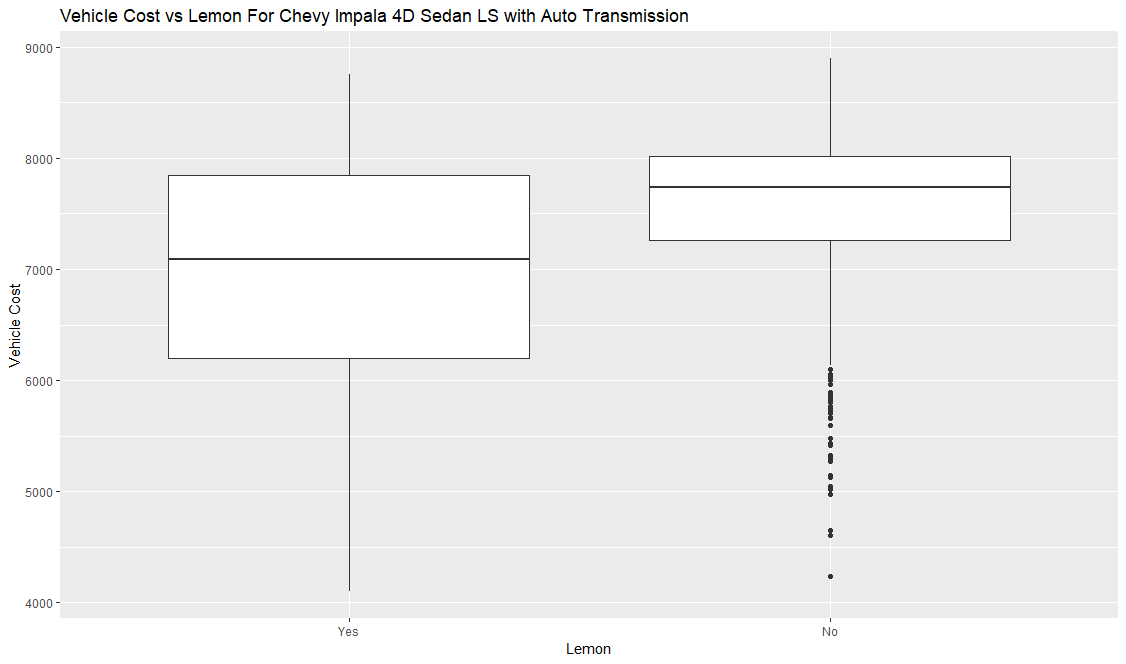 Vehicle Cost vs Lemon For Chevy Impala 4D Sedan LS with Auto Transmission
9000
8000
7000
6000
5000
4000
Vehicle Cost
Yes
No
Lemon